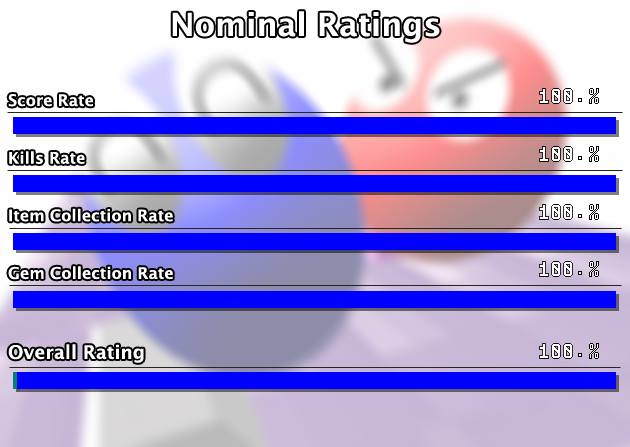 Nominal Ratings
Score Rate 100.%
Kills Rate 100.%
Item Collection Rate 100.%
Gem Collection Rate 100.%
Overall Rating 100.%